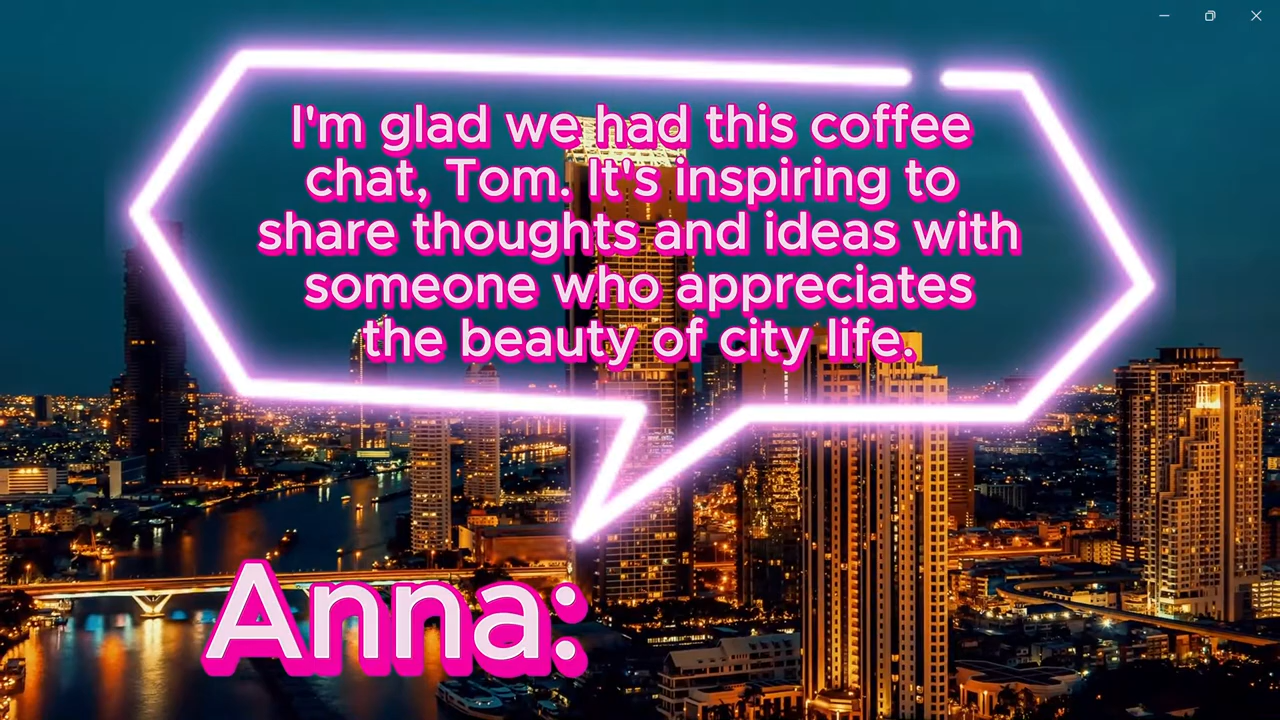 I'm glad we had this coffee
chat, Tom. It's inspiring to
share thoughts and ideas with
someone who appreciates
the beauty of city life.
Anna: